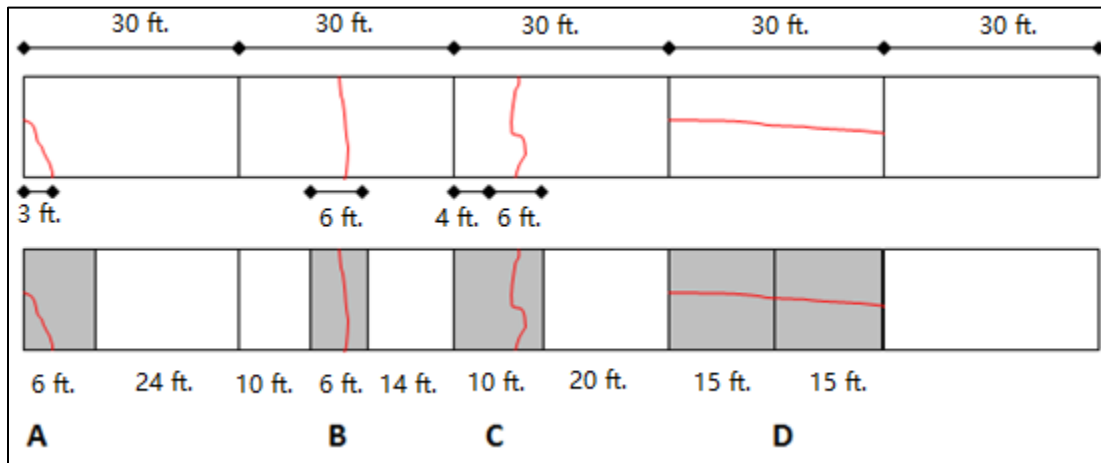 30 ft. 30 ft. 30 ft. 30 ft. 30 ft.
3 ft. 6 ft. 4 ft. 6 ft.
6 ft. 24 ft. 10 ft. 6 ft. 14 ft. 10 ft. 20 ft. 15 ft. 15 ft.
A B C D